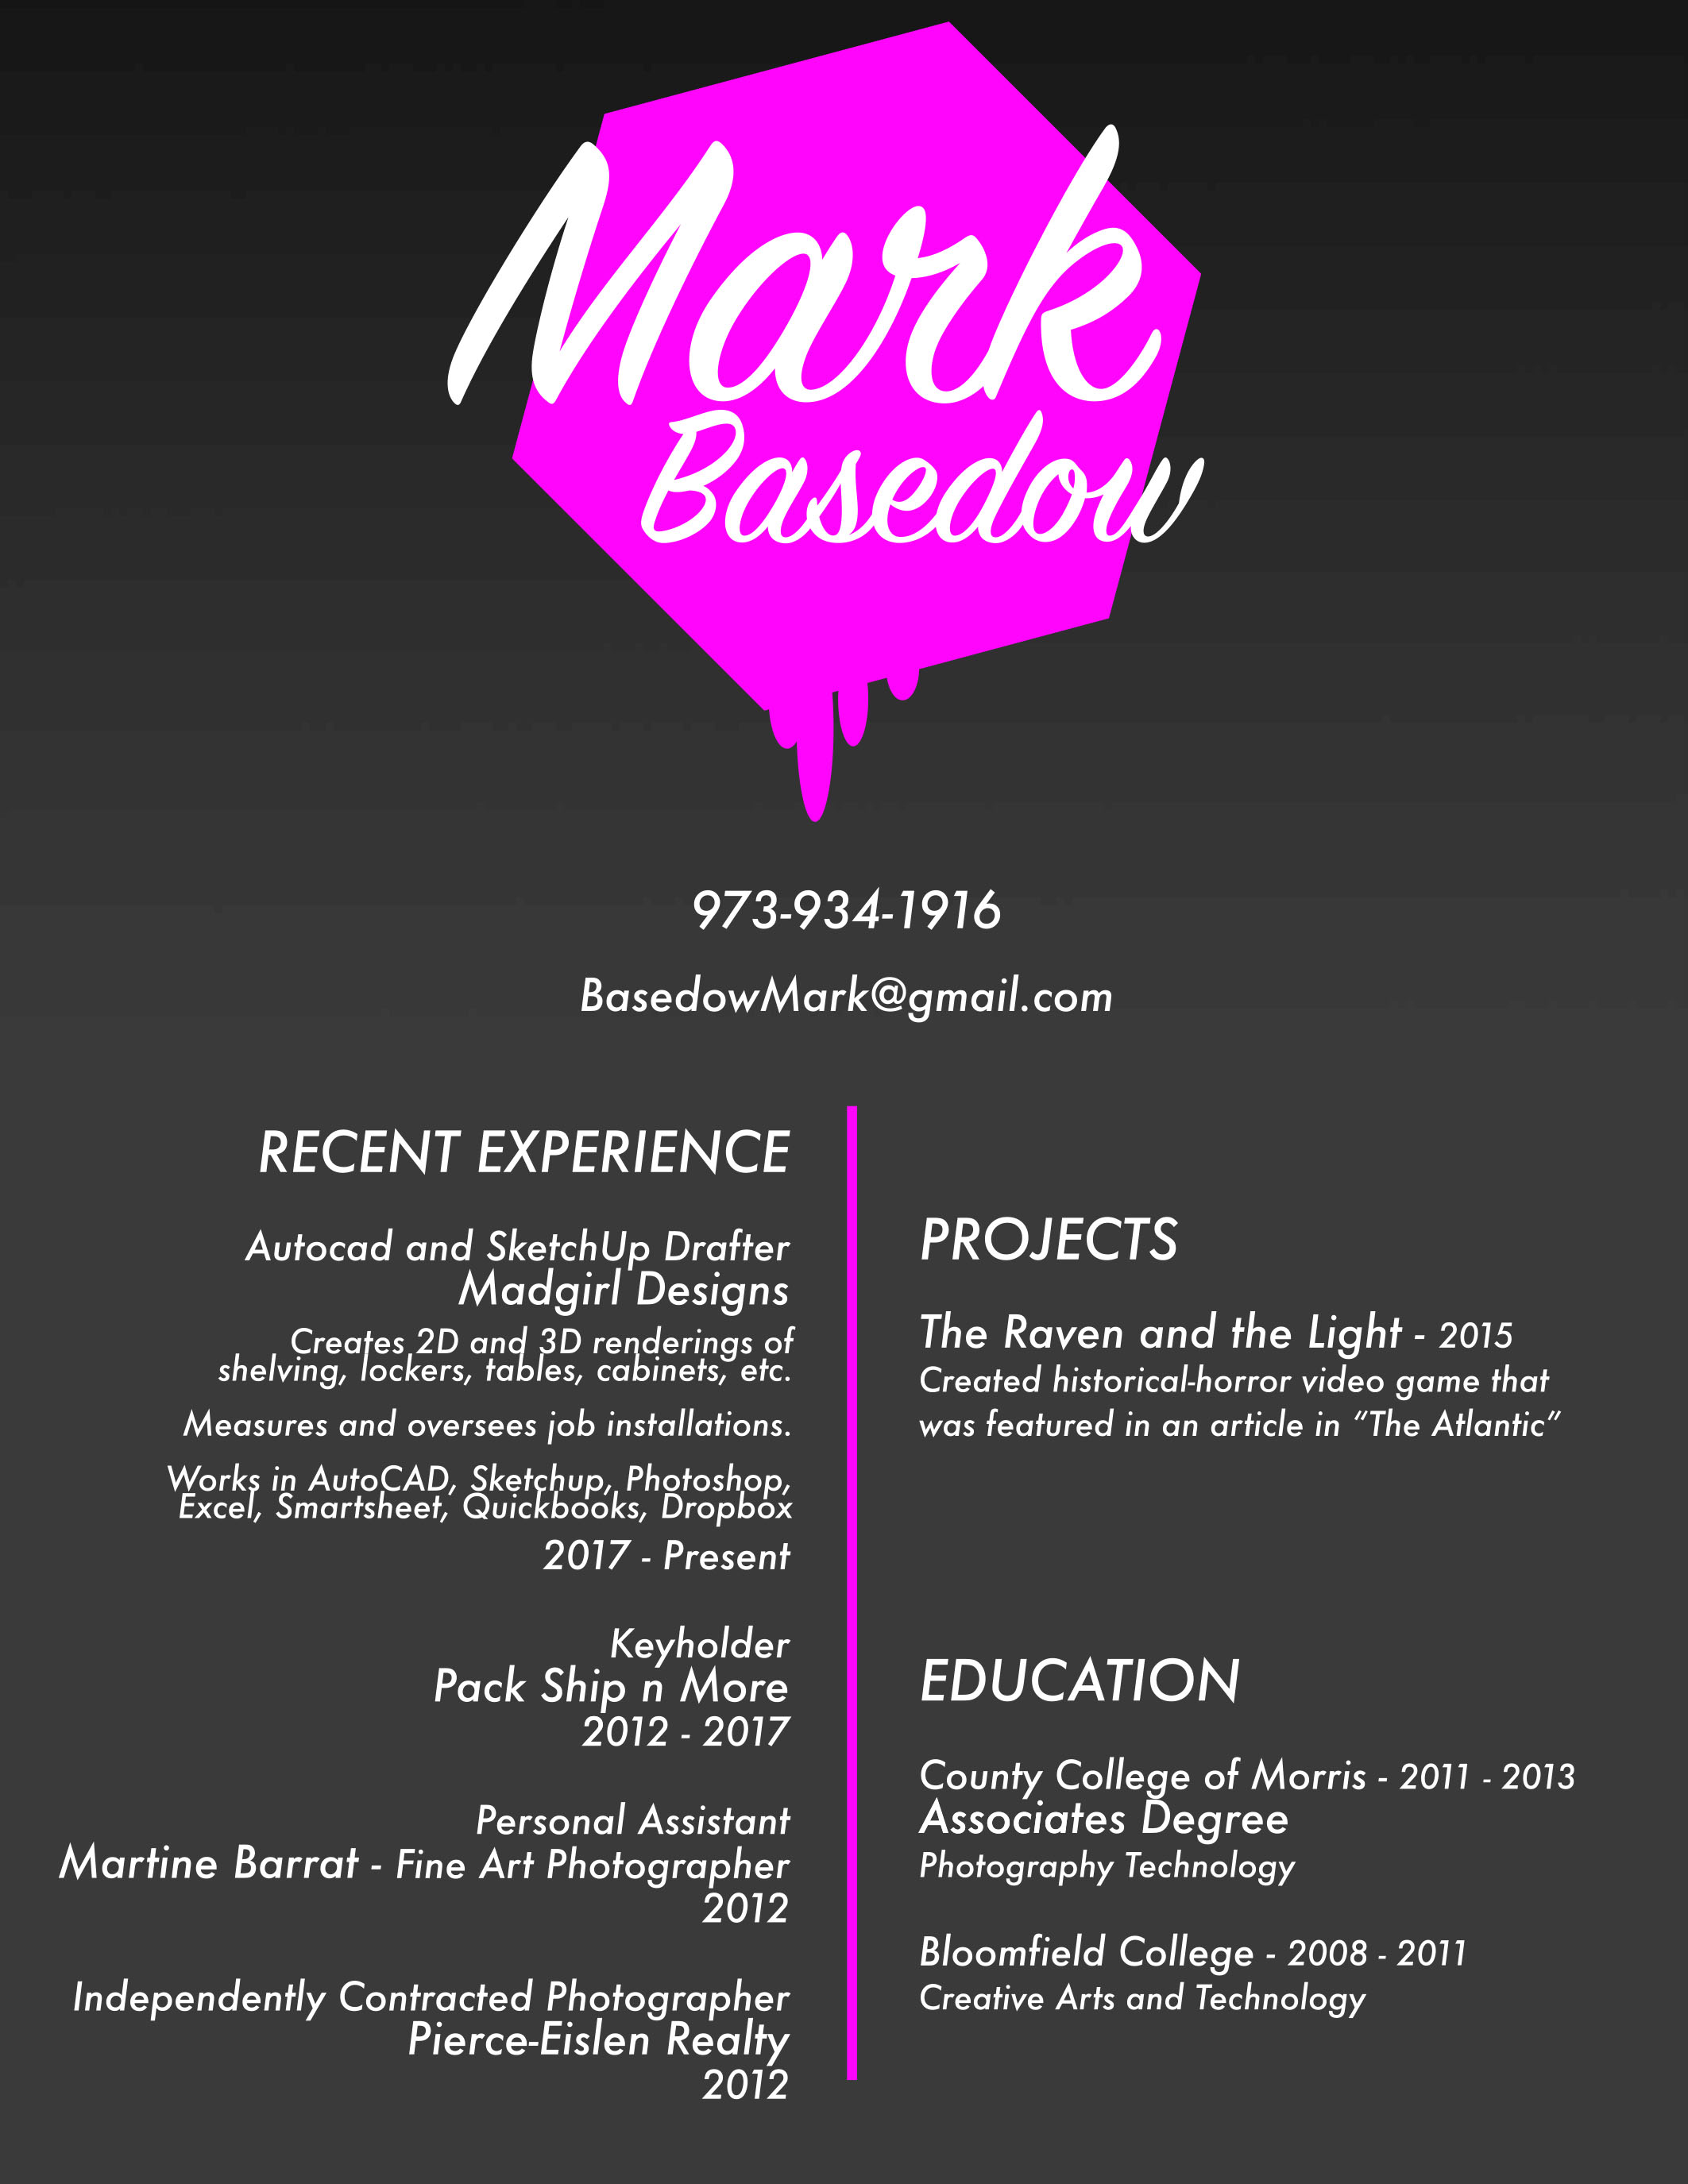 Mark
Basedow
973-934-1916
BasedowMark@gmail.com
RECENT EXPERIENCE
Autocad and SketchUp Drafter
Madgirl Designs
Creates 2D and 3D renderings of
shelving, lockers, tables, cabinets, etc.
Measures and oversees job installations.
Works in AutoCAD, Sketchup, Photoshop,
Excel, Smartsheet, Quickbooks, Dropbox
2017 - Present
Keyholder
Pack Ship n More
2012 - 2017
Personal Assistant
Martine Barrat - Fine Art Photographer
2012
Independently Contracted Photographer
Pierce-Eislen Realty
2012
PROJECTS
The Raven and the Light - 2015
Created historical-horror video game that
was featured in an article in “The Atlantic”
EDUCATION
County College of Morris - 2011 - 2013
Associates Degree
Photography Technology
Bloomfield College - 2008 - 2011
Creative Arts and Technology